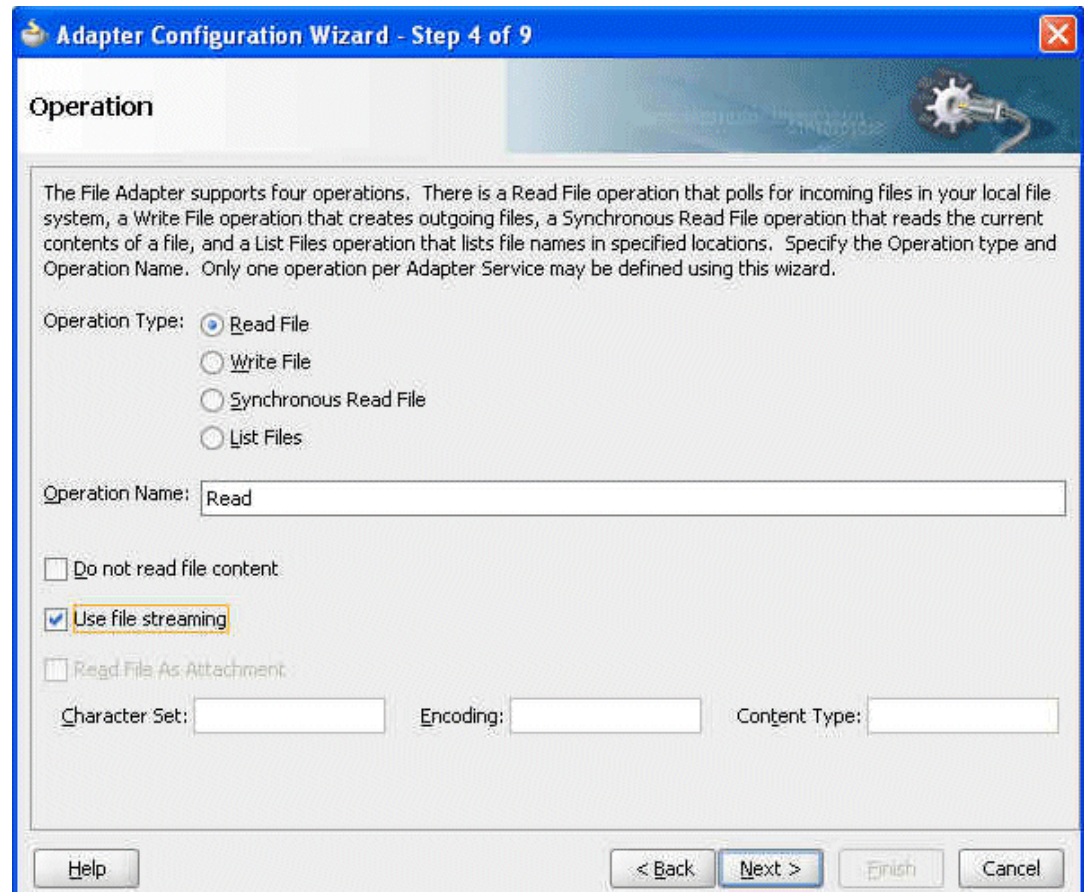 Adapter Configuration Wizard - Step 4 of 9
Operation
The File Adapter supports four operations. There is a Read File operation that polls for incoming files in your local file
system, a Write File operation that creates outgoing files, a Synchronous Read File operation that reads the current
contents of a file, and a List Files operation that lists file names in specified locations. Specify the Operation type and
Operation Name. Only one operation per Adapter Service may be defined using this wizard.
Operation Type: Read File
Write File
Synchronous Read File
List Files
Operation Name: Read
Do not read file content
Use file streaming
Read File As Attachment
Character Set: Encoding: Content Type:
Help < Back Next > Finish Cancel